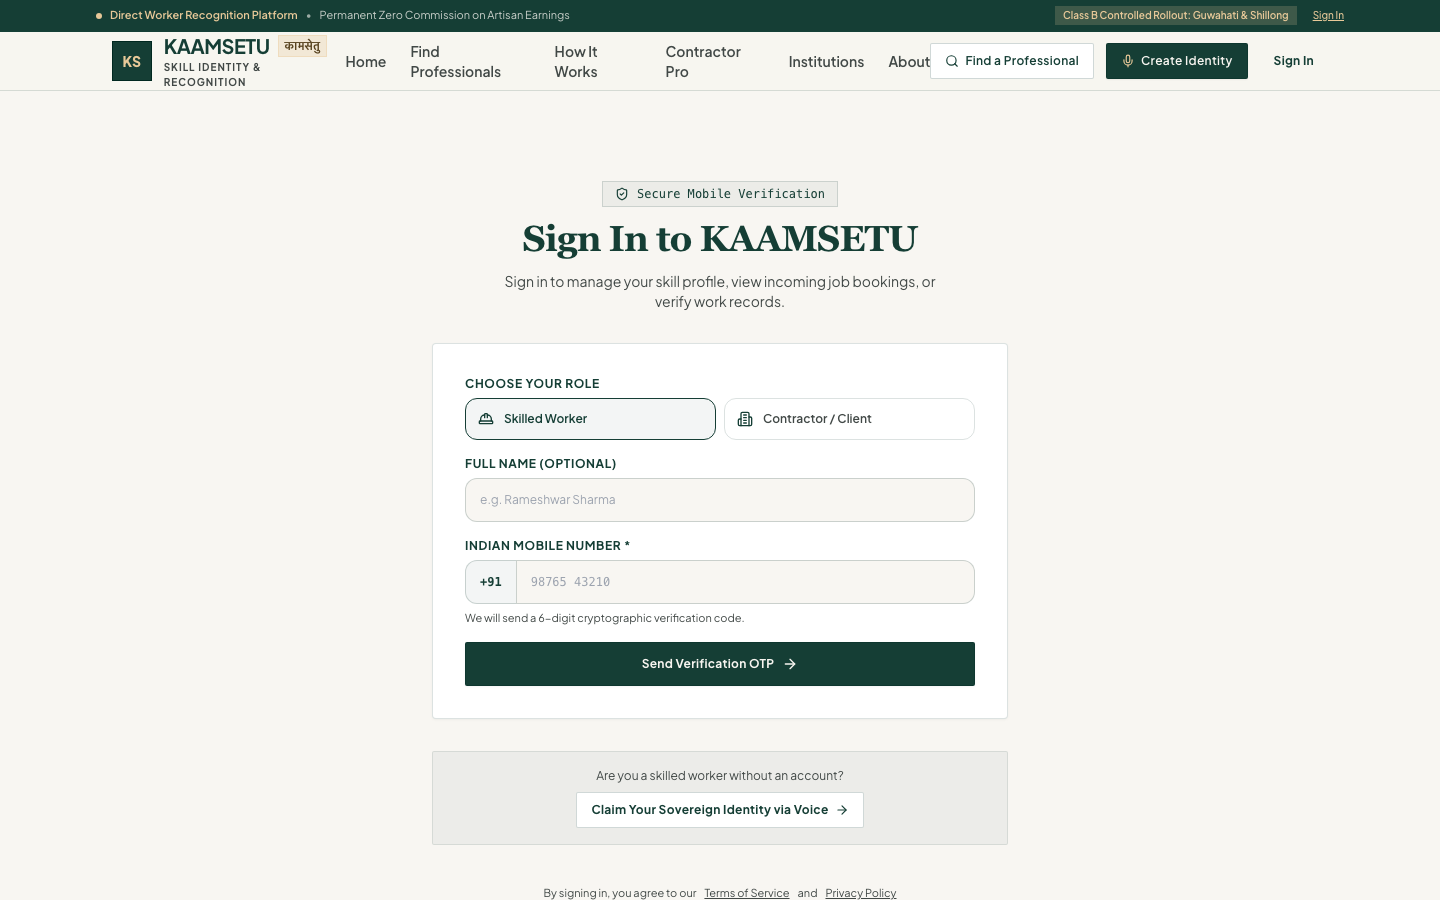 Direct Worker Recognition Platform • Permanent Zero Commission on Artisan Earnings
Class B Controlled Rollout: Guwahati & Shillong
Sign In
KS
KAAMSETU
कामसेतु
SKILL IDENTITY &
RECOGNITION
Home
Find
Professionals
How It
Works
Contractor
Pro
Institutions
About
Find a Professional
Create Identity
Sign In
Secure Mobile Verification
Sign In to KAAMSETU
Sign in to manage your skill profile, view incoming job bookings, or
verify work records.
CHOOSE YOUR ROLE
Skilled Worker
Contractor / Client
FULL NAME (OPTIONAL)
e.g. Rameshwar Sharma
INDIAN MOBILE NUMBER *
+91
98765 43210
We will send a 6-digit cryptographic verification code.
Send Verification OTP →
Are you a skilled worker without an account?
Claim Your Sovereign Identity via Voice →
By signing in, you agree to our Terms of Service and Privacy Policy